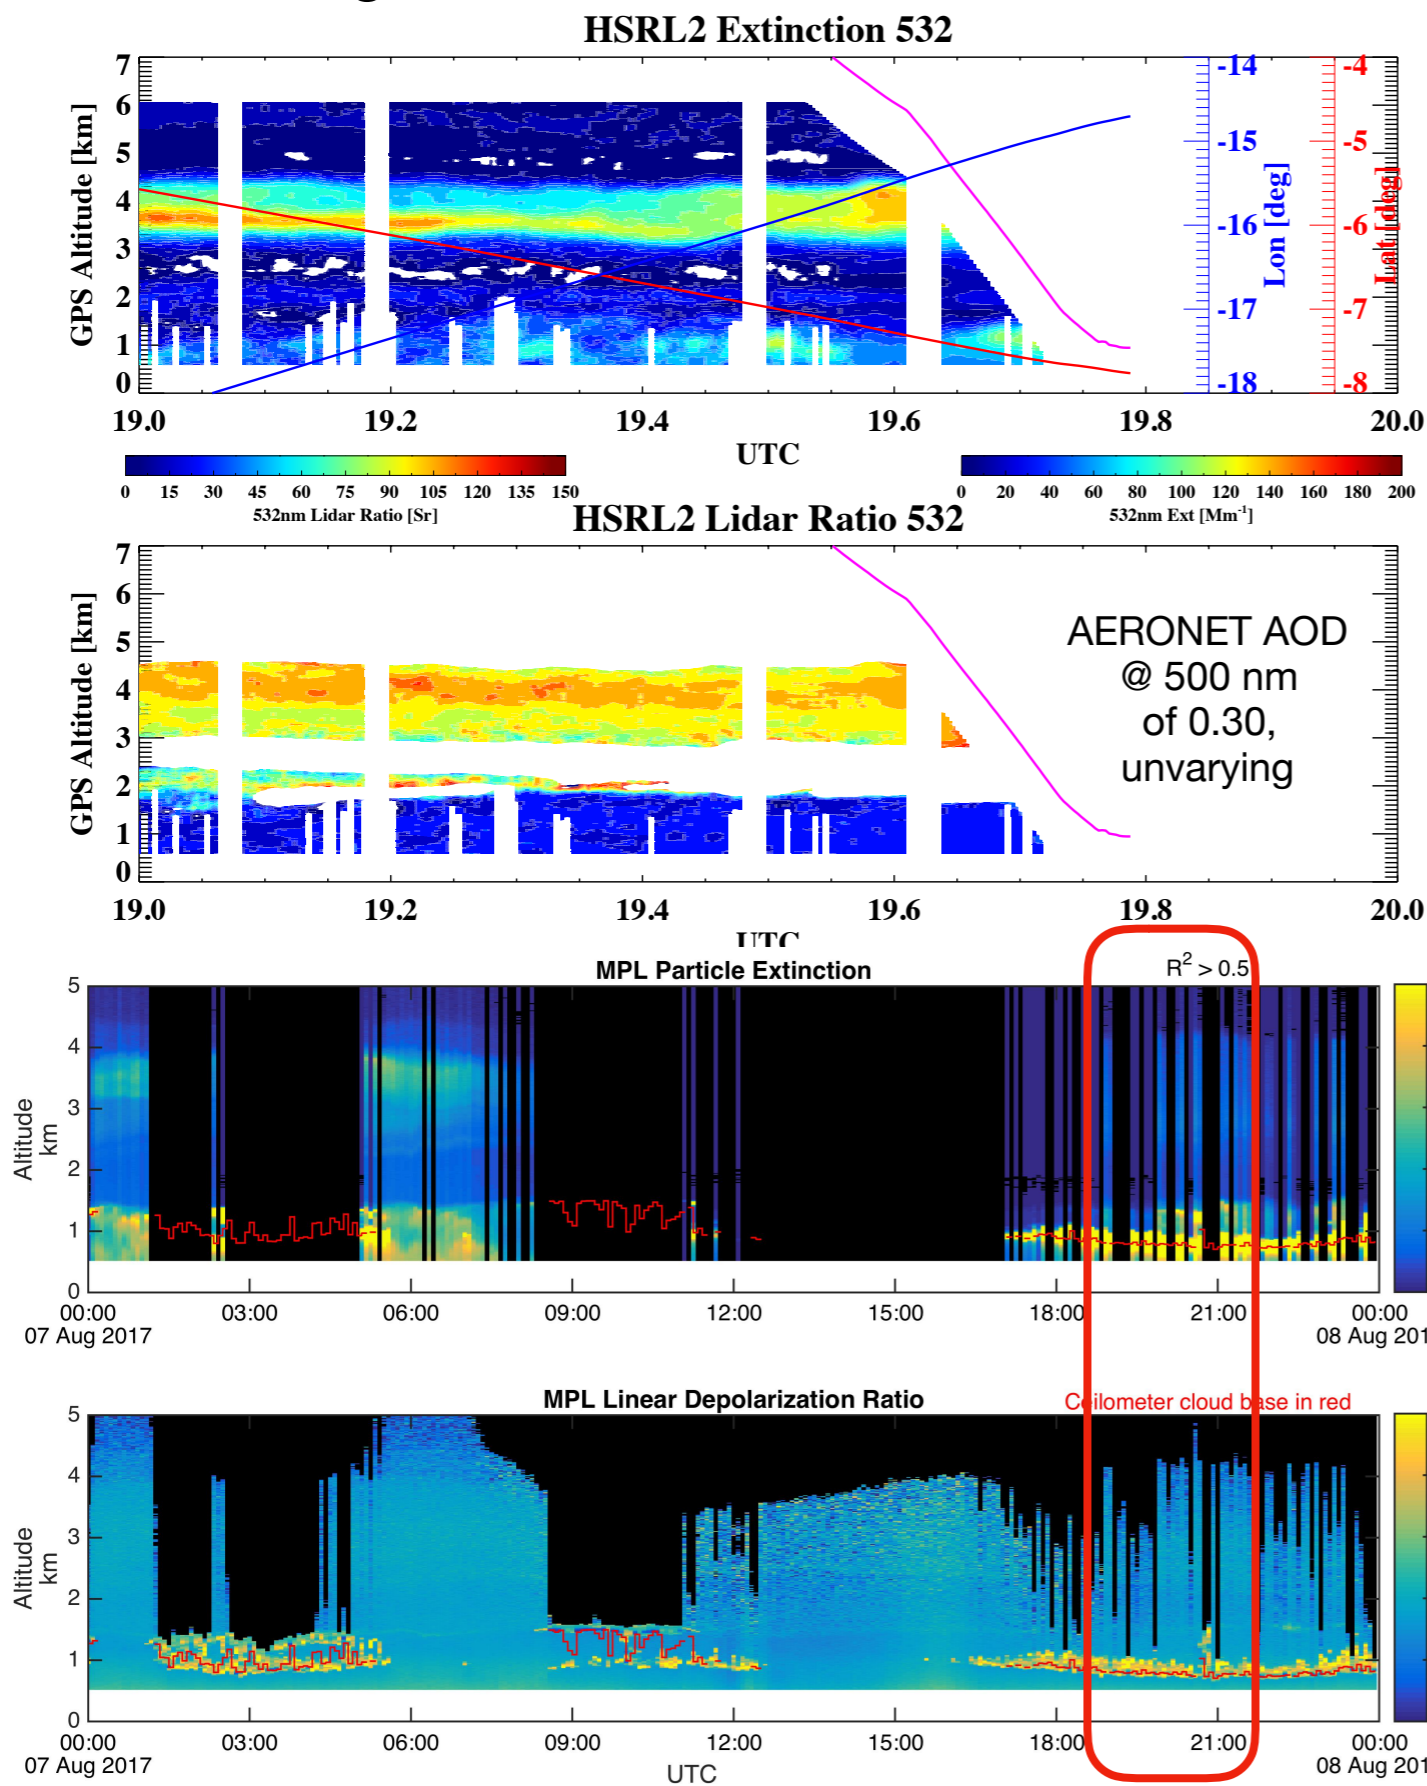 HSRL2 Extinction 532
GPS Altitude [km]
7
6
5
4
3
2
1
0
-14
-15
-16
-17
-18
Lon [deg]
-4
-5
-6
-7
-8
Lat [deg]
19.0 19.2 19.4 19.6 19.8 20.0
UTC
0 15 30 45 60 75 90 105 120 135 150
532nm Lidar Ratio [Sr]
0 20 40 60 80 100 120 140 160 180 200
532nm Ext [Mm-1]
HSRL2 Lidar Ratio 532
GPS Altitude [km]
7
6
5
4
3
2
1
0
AERONET AOD
@ 500 nm
of 0.30,
unvarying
19.0 19.2 19.4 19.6 19.8 20.0
UTC
MPL Particle Extinction
R2 > 0.5
Altitude
km
5
4
3
2
1
0
00:00 03:00 06:00 09:00 12:00 15:00 18:00 21:00 00:00
07 Aug 2017 08 Aug 201
MPL Linear Depolarization Ratio
Ceilometer cloud base in red
Altitude
km
5
4
3
2
1
0
00:00 03:00 06:00 09:00 12:00 15:00 18:00 21:00 00:00
07 Aug 2017 08 Aug 201
UTC